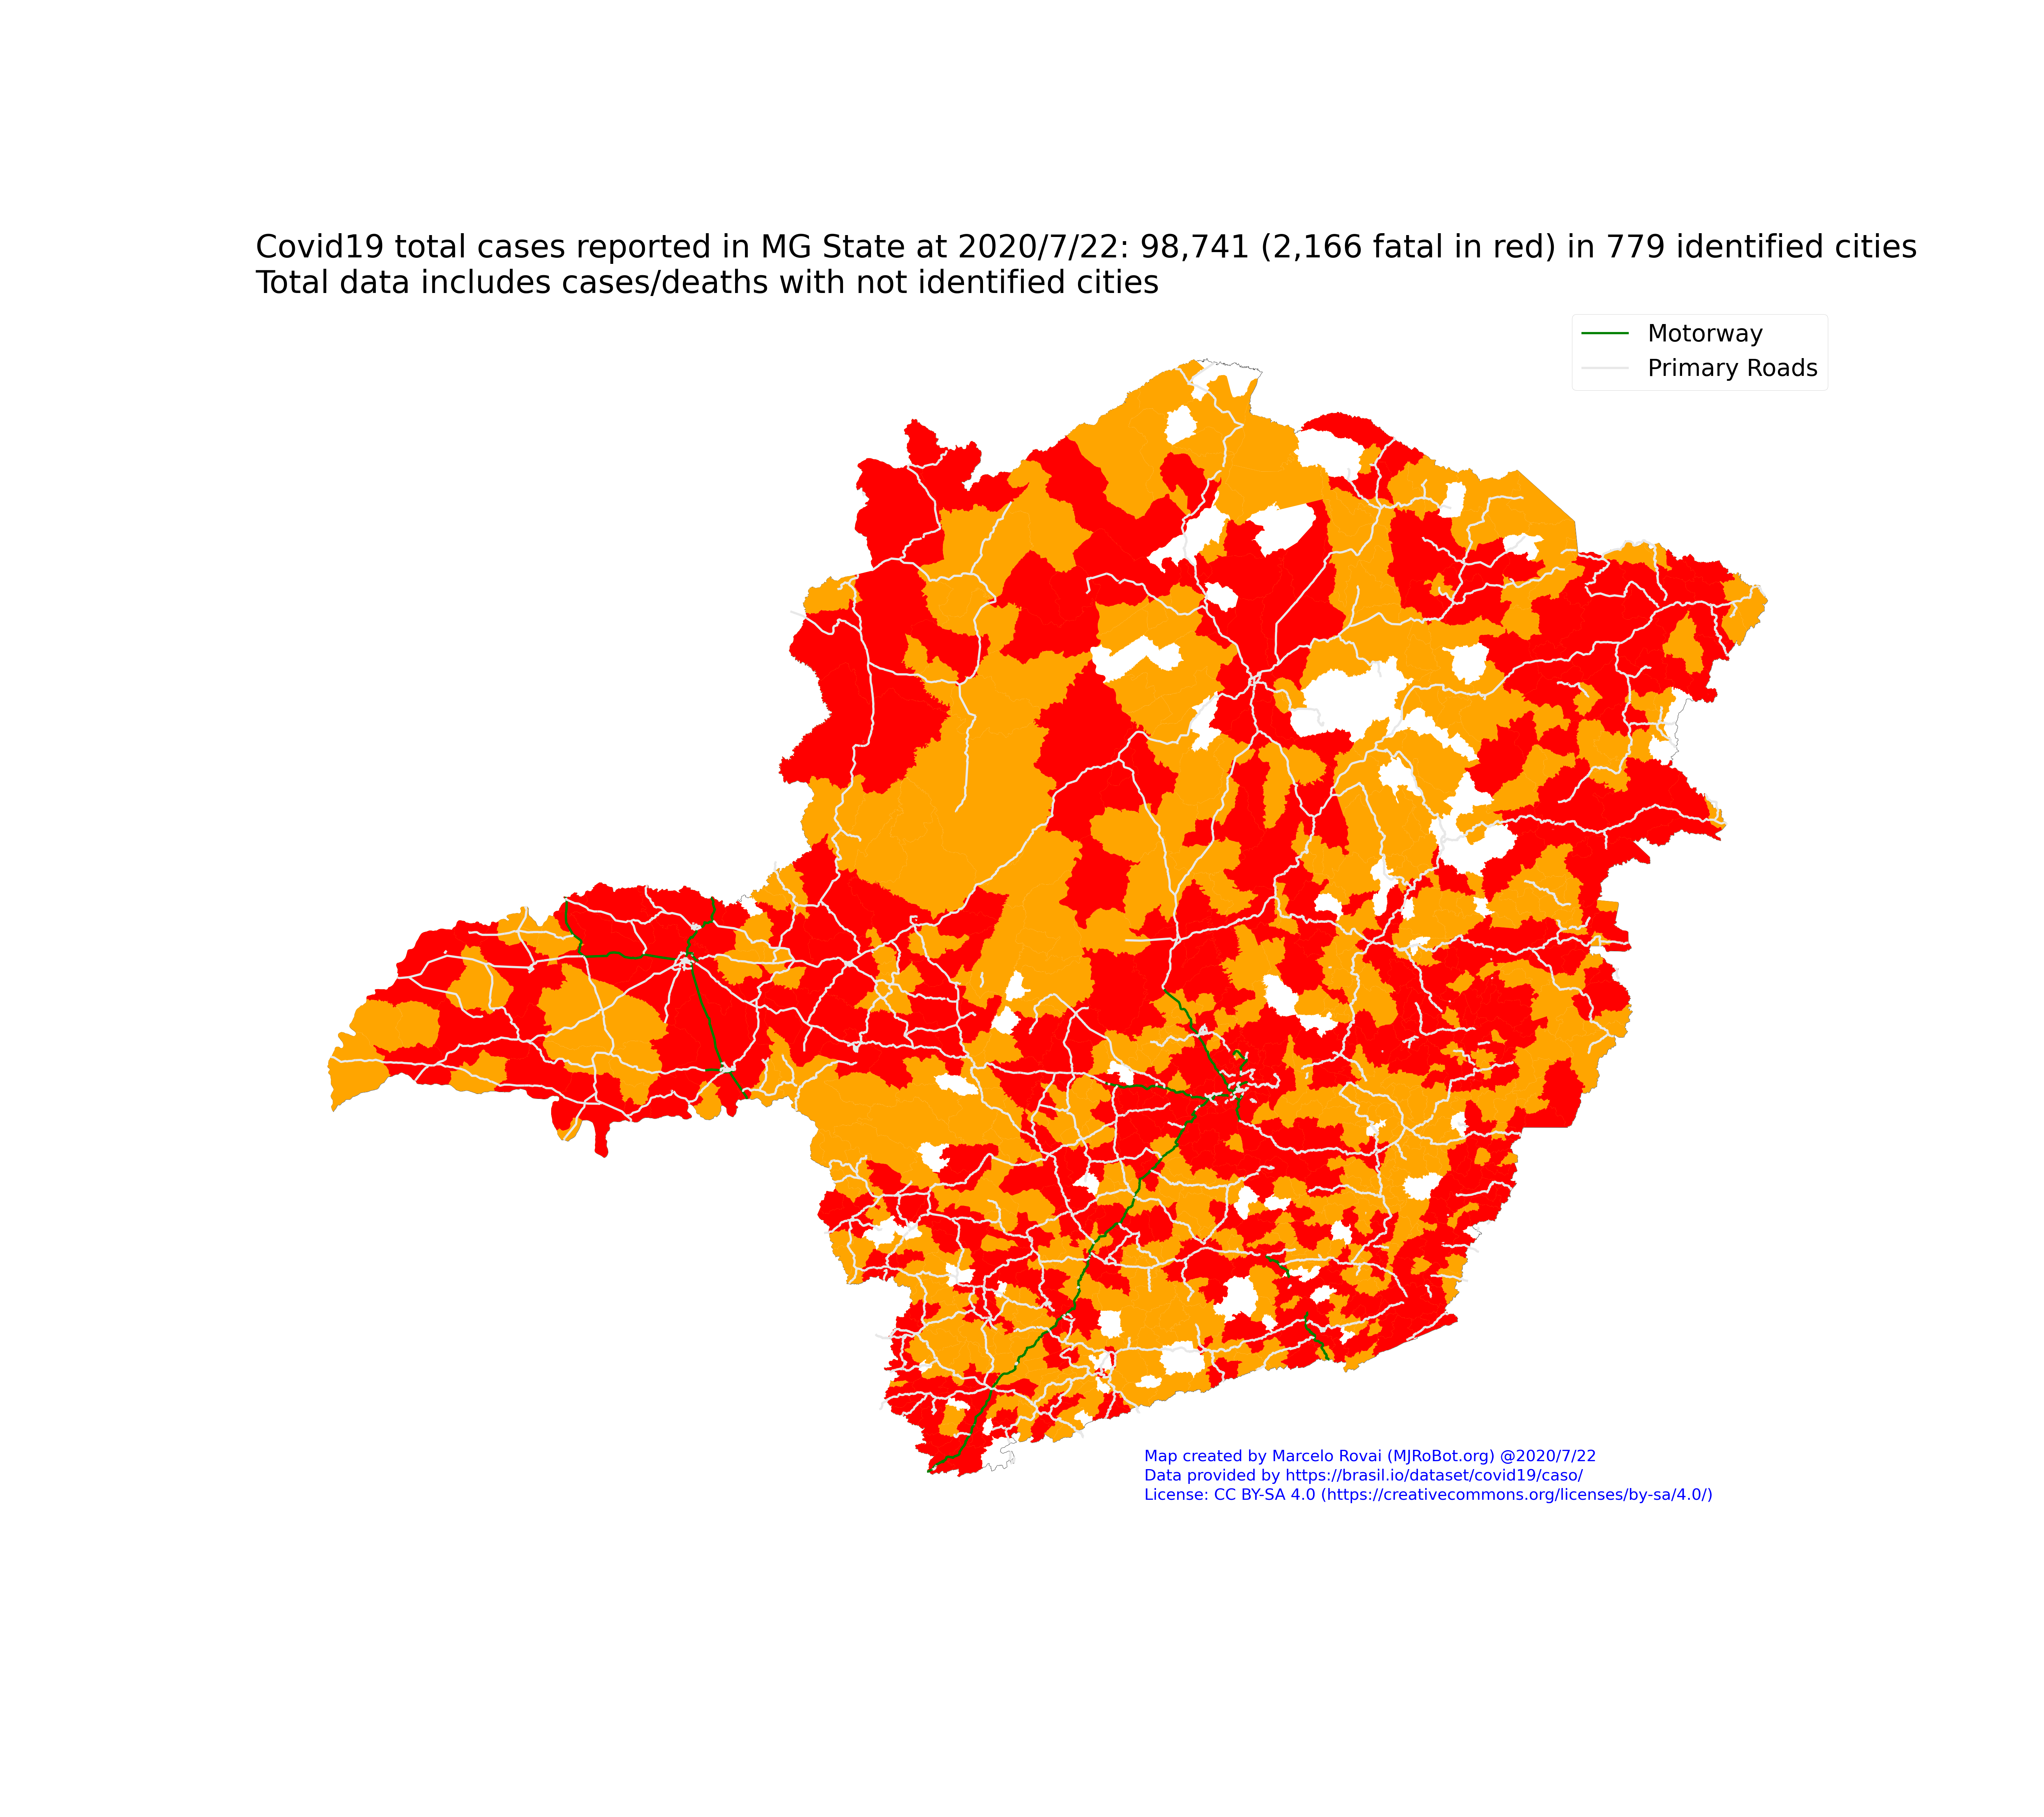 Covid19 total cases reported in MG State at 2020/7/22: 98,741 (2,166 fatal in red) in 779 identified cities
Total data includes cases/deaths with not identified cities
Motorway
Primary Roads
Map created by Marcelo Rovai (MJRoBot.org) @2020/7/22
Data provided by https://brasil.io/dataset/covid19/caso/
License: CC BY-SA 4.0 (https://creativecommons.org/licenses/by-sa/4.0/)